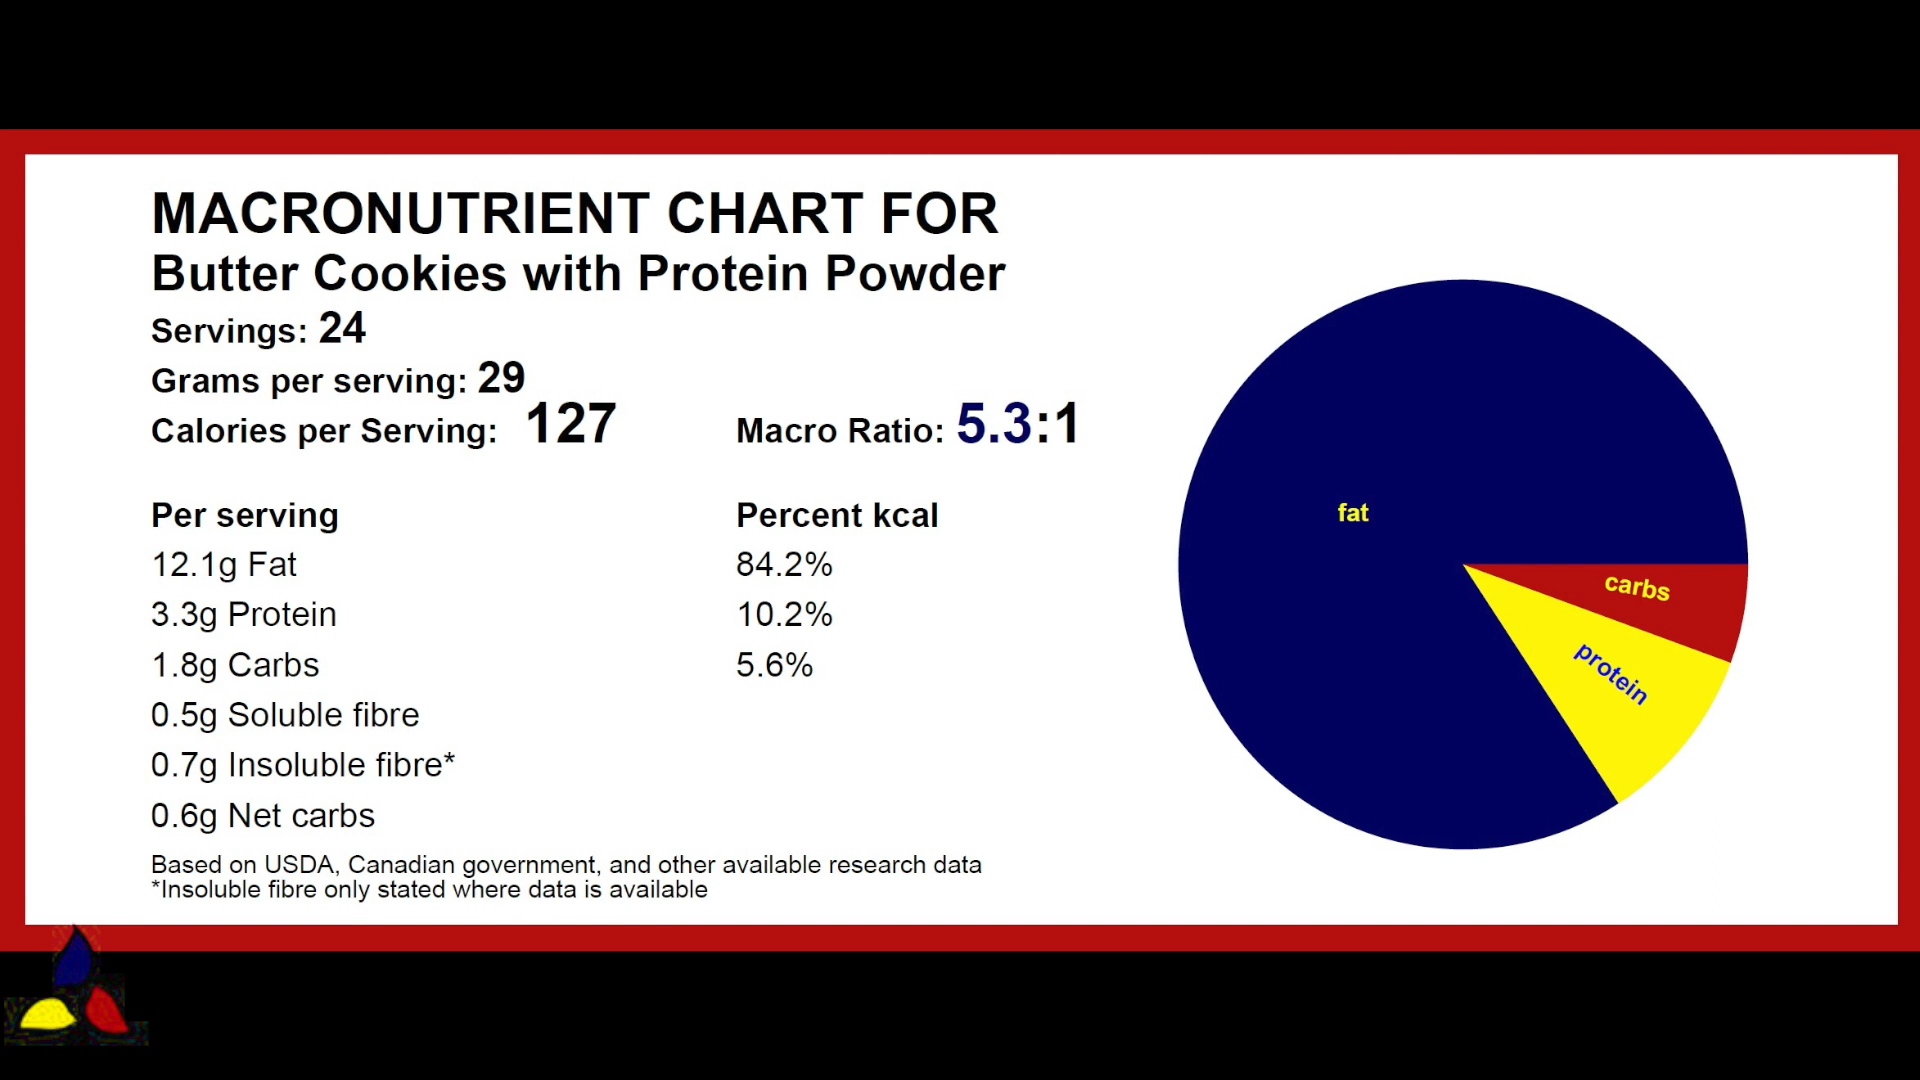 MACRONUTRIENT CHART FOR
Butter Cookies with Protein Powder
Servings: 24
Grams per serving: 29
Calories per Serving: 127
Macro Ratio: 5.3:1
Per serving
Percent kcal
12.1g Fat
84.2%
3.3g Protein
10.2%
1.8g Carbs
5.6%
0.5g Soluble fibre
0.7g Insoluble fibre*
0.6g Net carbs
Based on USDA, Canadian government, and other available research data
*Insoluble fibre only stated where data is available
fat
carbs
protein